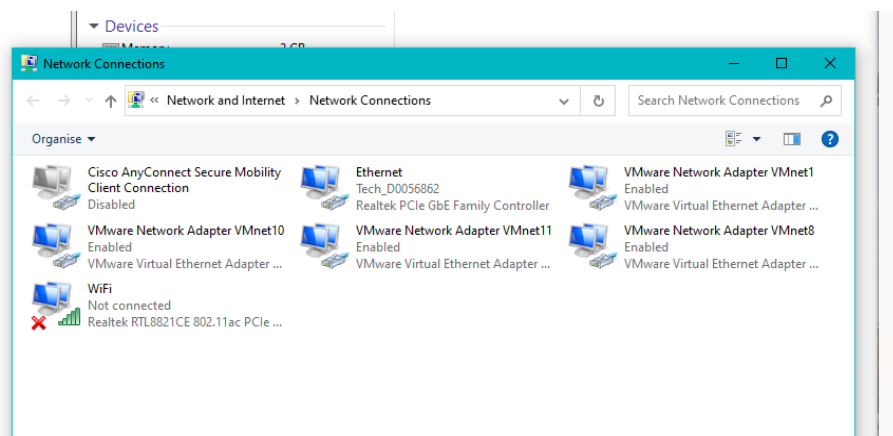 Devices
Memory 2 GB
Network Connections
« Network and Internet › Network Connections
Search Network Connections
Organise
Cisco AnyConnect Secure Mobility
Client Connection
Disabled
Ethernet
Tech_D0056862
Realtek PCIe GbE Family Controller
VMware Network Adapter VMnet1
Enabled
VMware Virtual Ethernet Adapter ...
VMware Network Adapter VMnet10
Enabled
VMware Virtual Ethernet Adapter ...
VMware Network Adapter VMnet11
Enabled
VMware Virtual Ethernet Adapter ...
VMware Network Adapter VMnet8
Enabled
VMware Virtual Ethernet Adapter ...
WiFi
Not connected
Realtek RTL8821CE 802.11ac PCIe ...